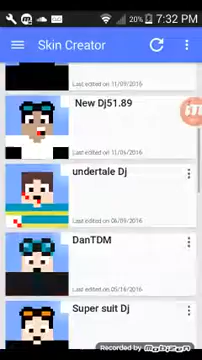 20% 7:32 PM
Skin Creator
Last edited on 11/09/2016
New Dj51.89
Last edited on 11/06/2016
undertale Dj
Last edited on 06/09/2016
DanTDM
Last edited on 05/16/2016
Super suit Dj
Recorded by
Mobizen